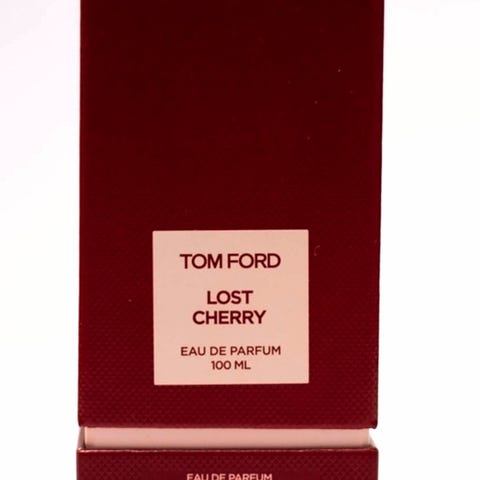 TOM FORD
LOST
CHERRY
EAU DE PARFUM
100 ML
EAU DE PARFUM